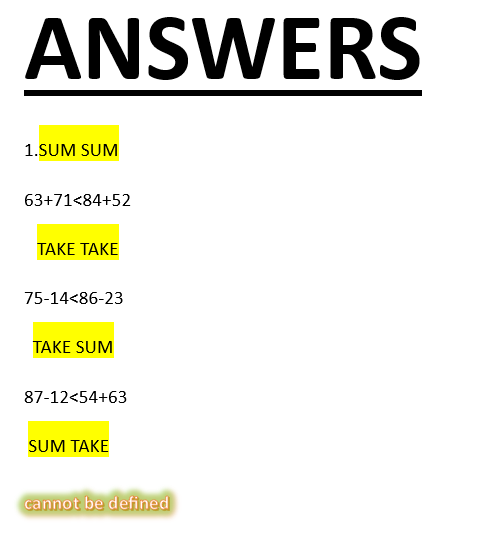 ANSWERS
1.SUM SUM
63+71<84+52
TAKE TAKE
75-14<86-23
TAKE SUM
87-12<54+63
SUM TAKE
cannot be defined